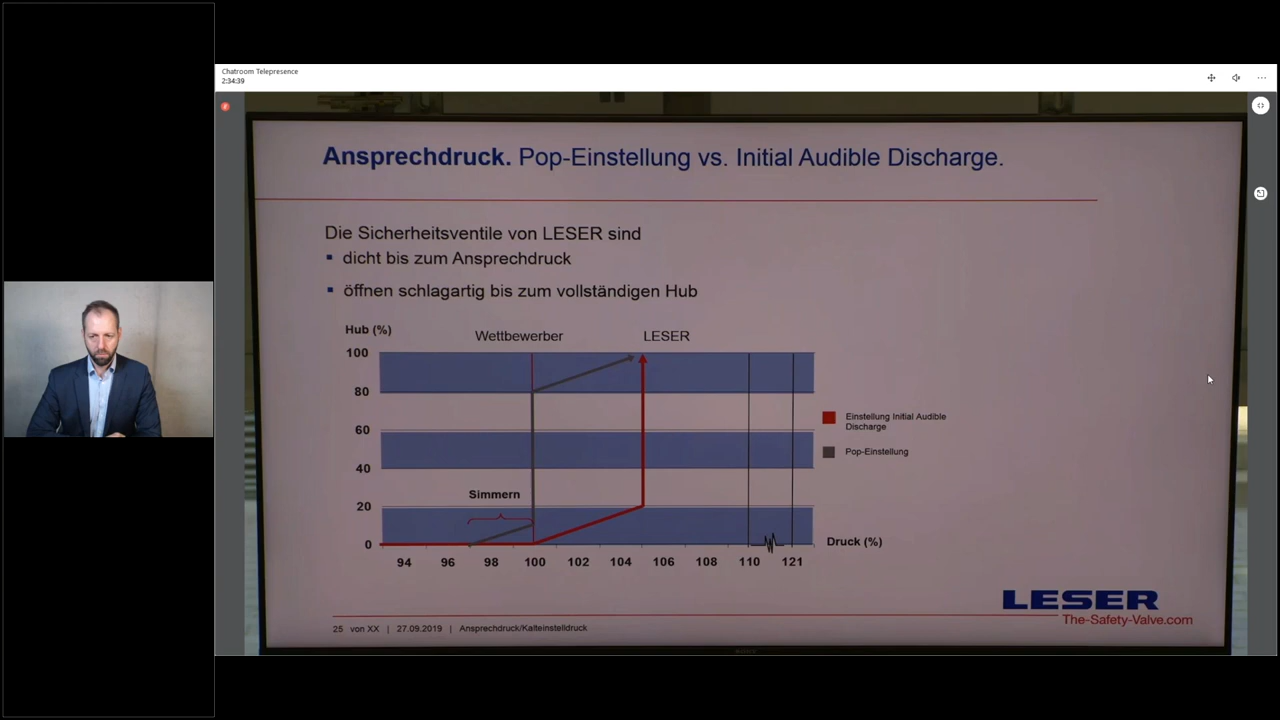 Chatroom Telepresence
2:34:39
Ansprechdruck. Pop-Einstellung vs. Initial Audible Discharge.
Die Sicherheitsventile von LESER sind
▪ dicht bis zum Ansprechdruck
▪ öffnen schlagartig bis zum vollständigen Hub
Hub (%)
Wettbewerber
LESER
100
80
60
40
20
0
Simmern
94
96
98
100
102
104
106
108
110
121
Druck (%)
Einstellung Initial Audible
Discharge
Pop-Einstellung
LESER
The-Safety-Valve.com
25 von XX | 27.09.2019 | Ansprechdruck/Kalteinstelldruck